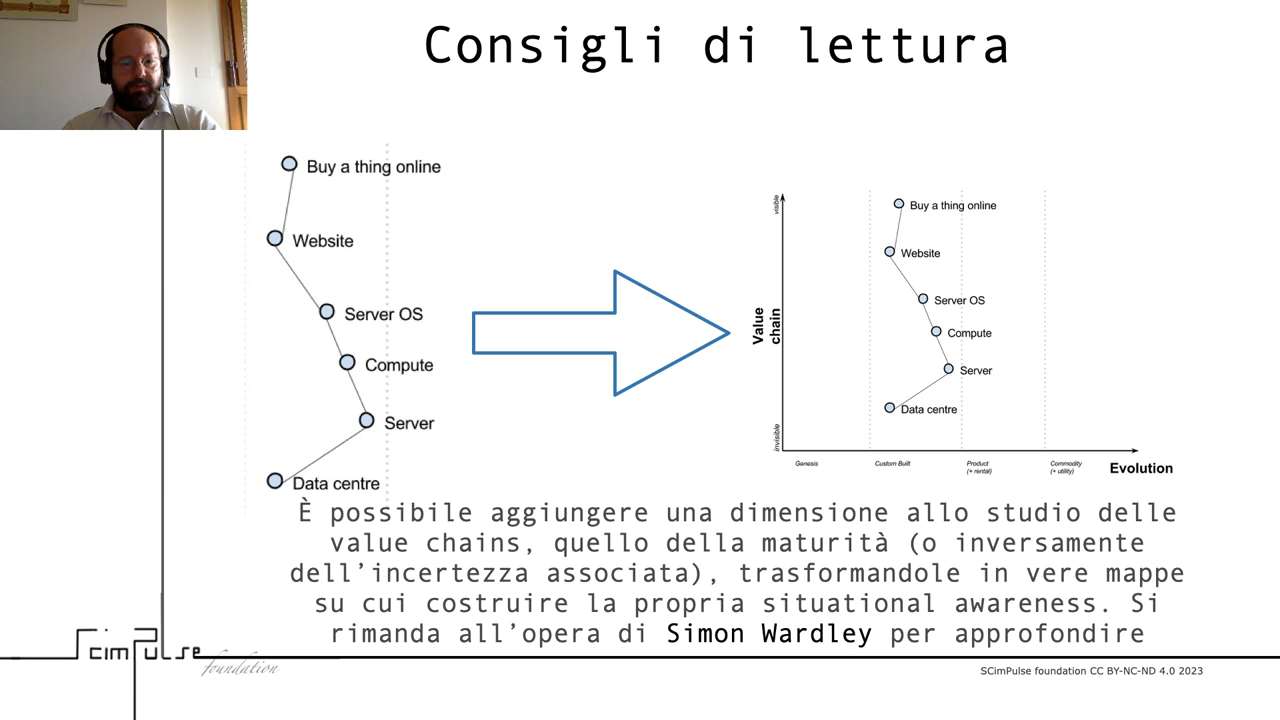 Consigli di lettura
Buy a thing online
Website
Server OS
Compute
Server
Data centre
visible
Value
chain
invisible
Buy a thing online
Website
Server OS
Compute
Server
Data centre
Genesis
Custom Built
Product
(+ rental)
Commodity
(+ utility)
Evolution
È possibile aggiungere una dimensione allo studio delle
value chains, quello della maturità (o inversamente
dell’incertezza associata), trasformandole in vere mappe
su cui costruire la propria situational awareness. Si
rimanda all’opera di Simon Wardley per approfondire
SCimPulse
foundation
SCimPulse foundation CC BY-NC-ND 4.0 2023